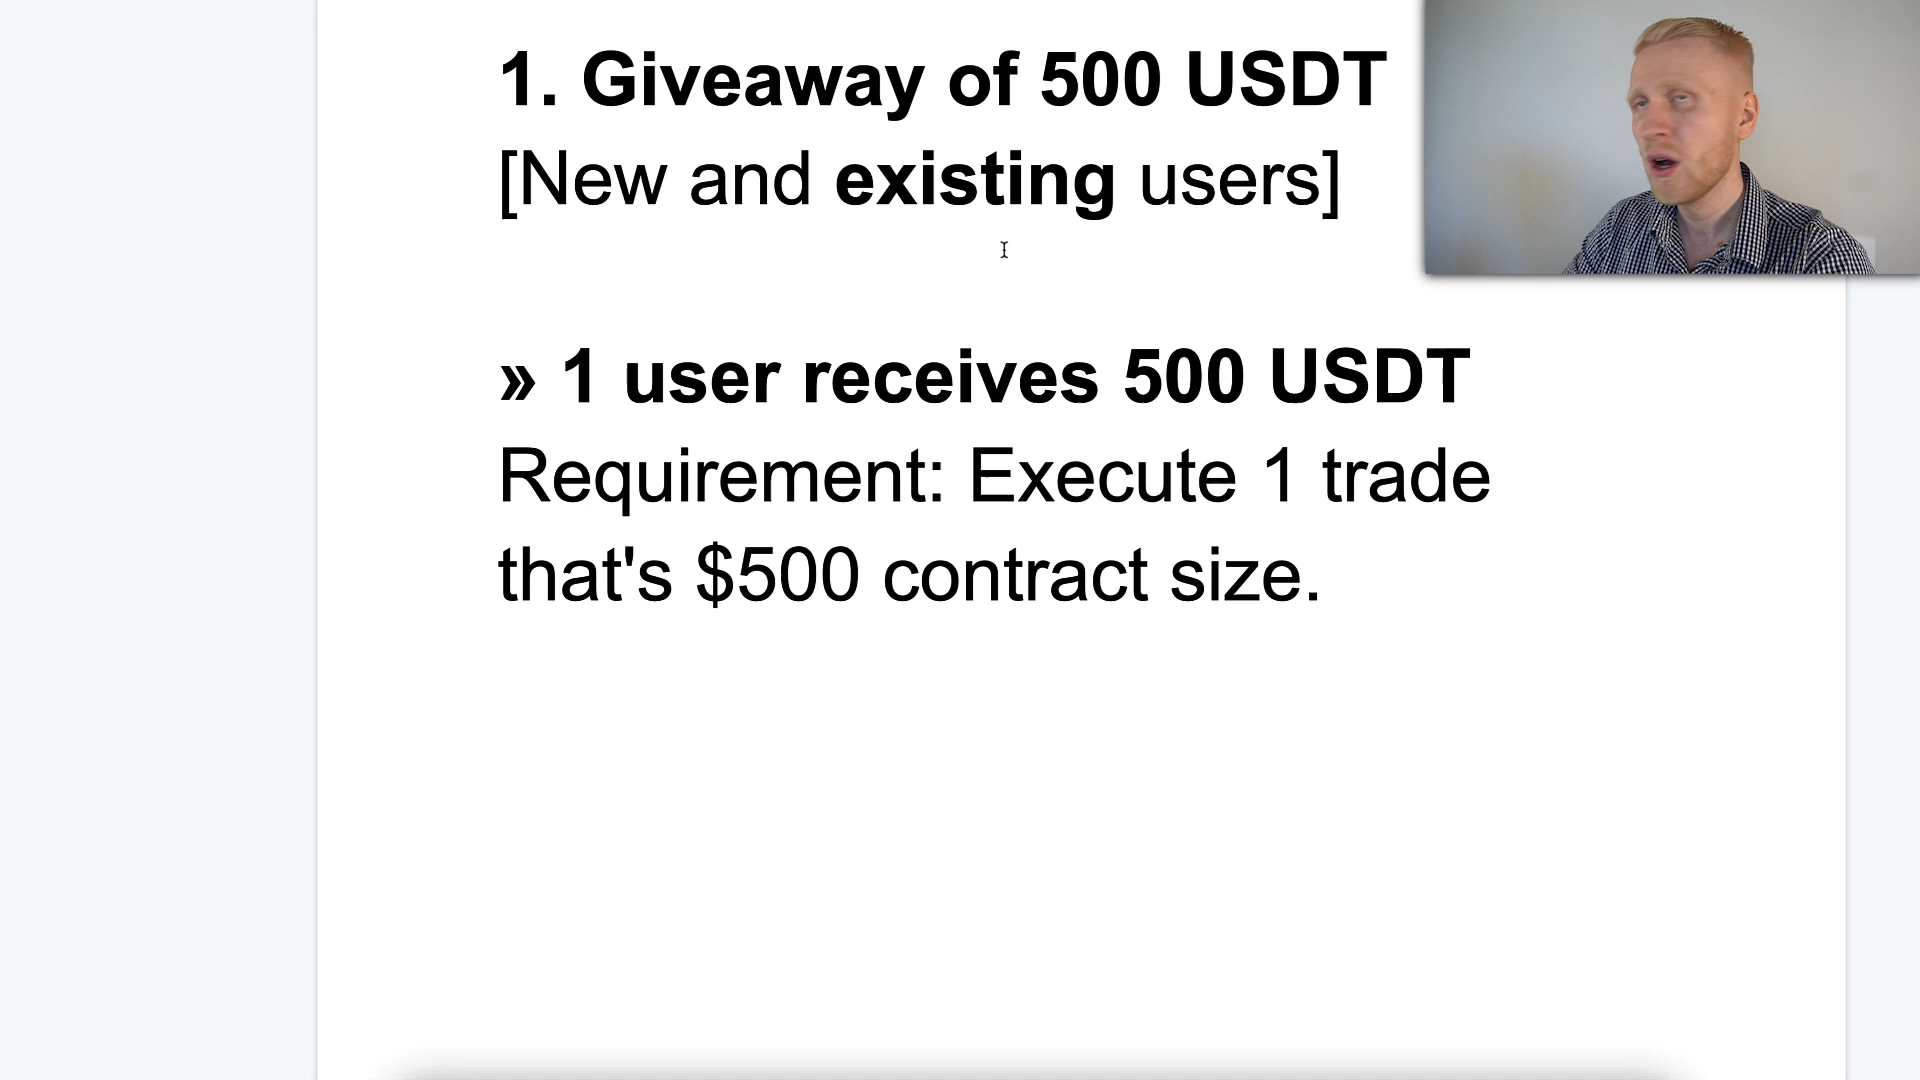 1. Giveaway of 500 USDT
[New and existing users]
» 1 user receives 500 USDT
Requirement: Execute 1 trade
that's $500 contract size.